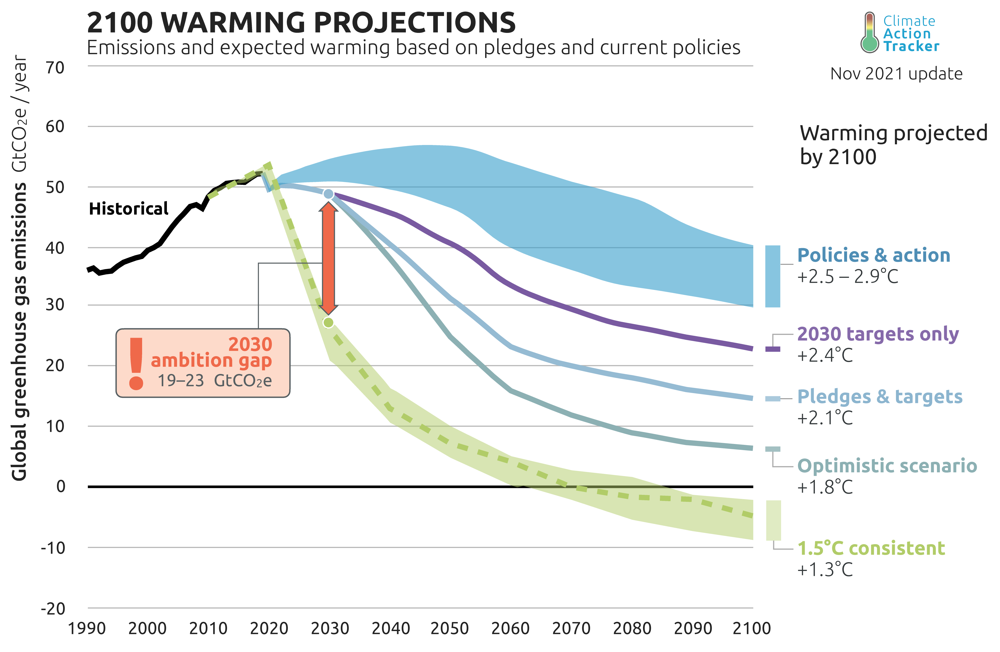 2100 WARMING PROJECTIONS
Emissions and expected warming based on pledges and current policies
Climate
Action
Tracker
Nov 2021 update
Global greenhouse gas emissions GtCO₂e / year
70
60
50
40
30
20
10
0
-10
-20
Historical
!
2030
ambition gap
19–23 GtCO₂e
Warming projected
by 2100
Policies & action
+2.5 – 2.9°C
2030 targets only
+2.4°C
Pledges & targets
+2.1°C
Optimistic scenario
+1.8°C
1.5°C consistent
+1.3°C
1990 2000 2010 2020 2030 2040 2050 2060 2070 2080 2090 2100